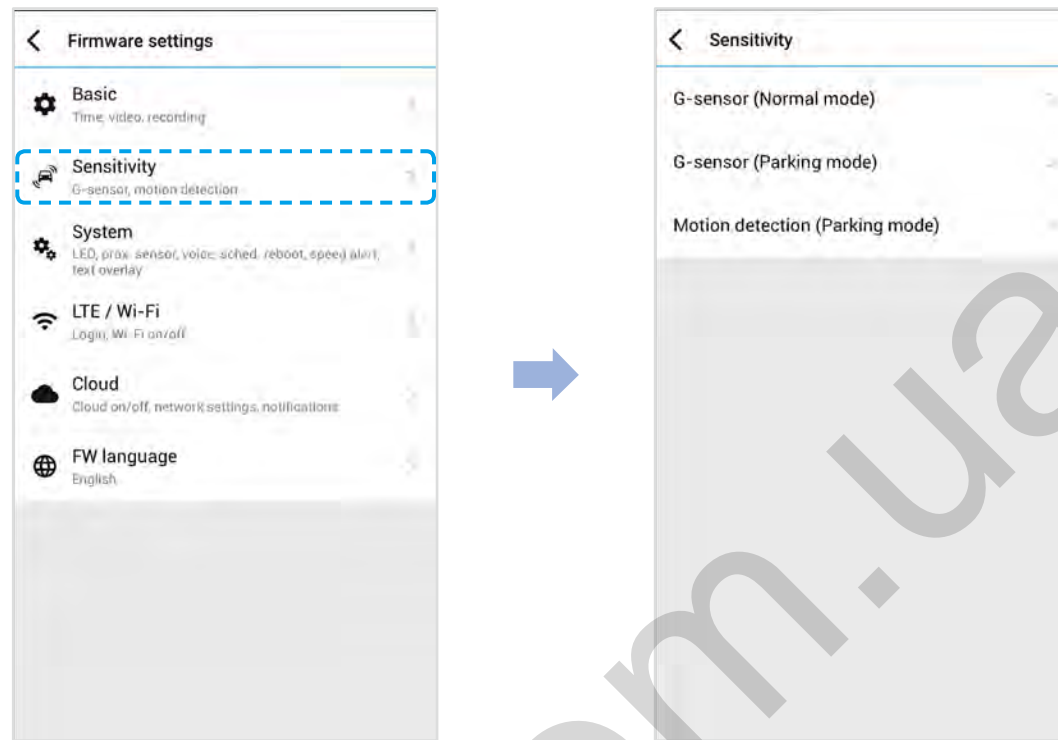 Firmware settings
Basic
Time, video, recording
Sensitivity
G-sensor, motion detection
System
LED, prox. sensor, voice, sched. reboot, speed alert,
text overlay
LTE / Wi-Fi
Login, Wi-Fi on/off
Cloud
Cloud on/off, network settings, notifications
FW language
English
Sensitivity
G-sensor (Normal mode)
G-sensor (Parking mode)
Motion detection (Parking mode)
om.ua